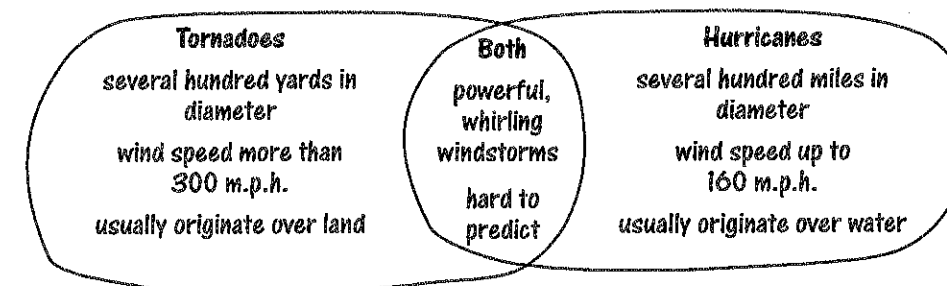 Tornadoes
several hundred yards in
diameter
wind speed more than
300 m.p.h.
usually originate over land
Both
powerful,
whirling
windstorms
hard to
predict
Hurricanes
several hundred miles in
diameter
wind speed up to
160 m.p.h.
usually originate over water